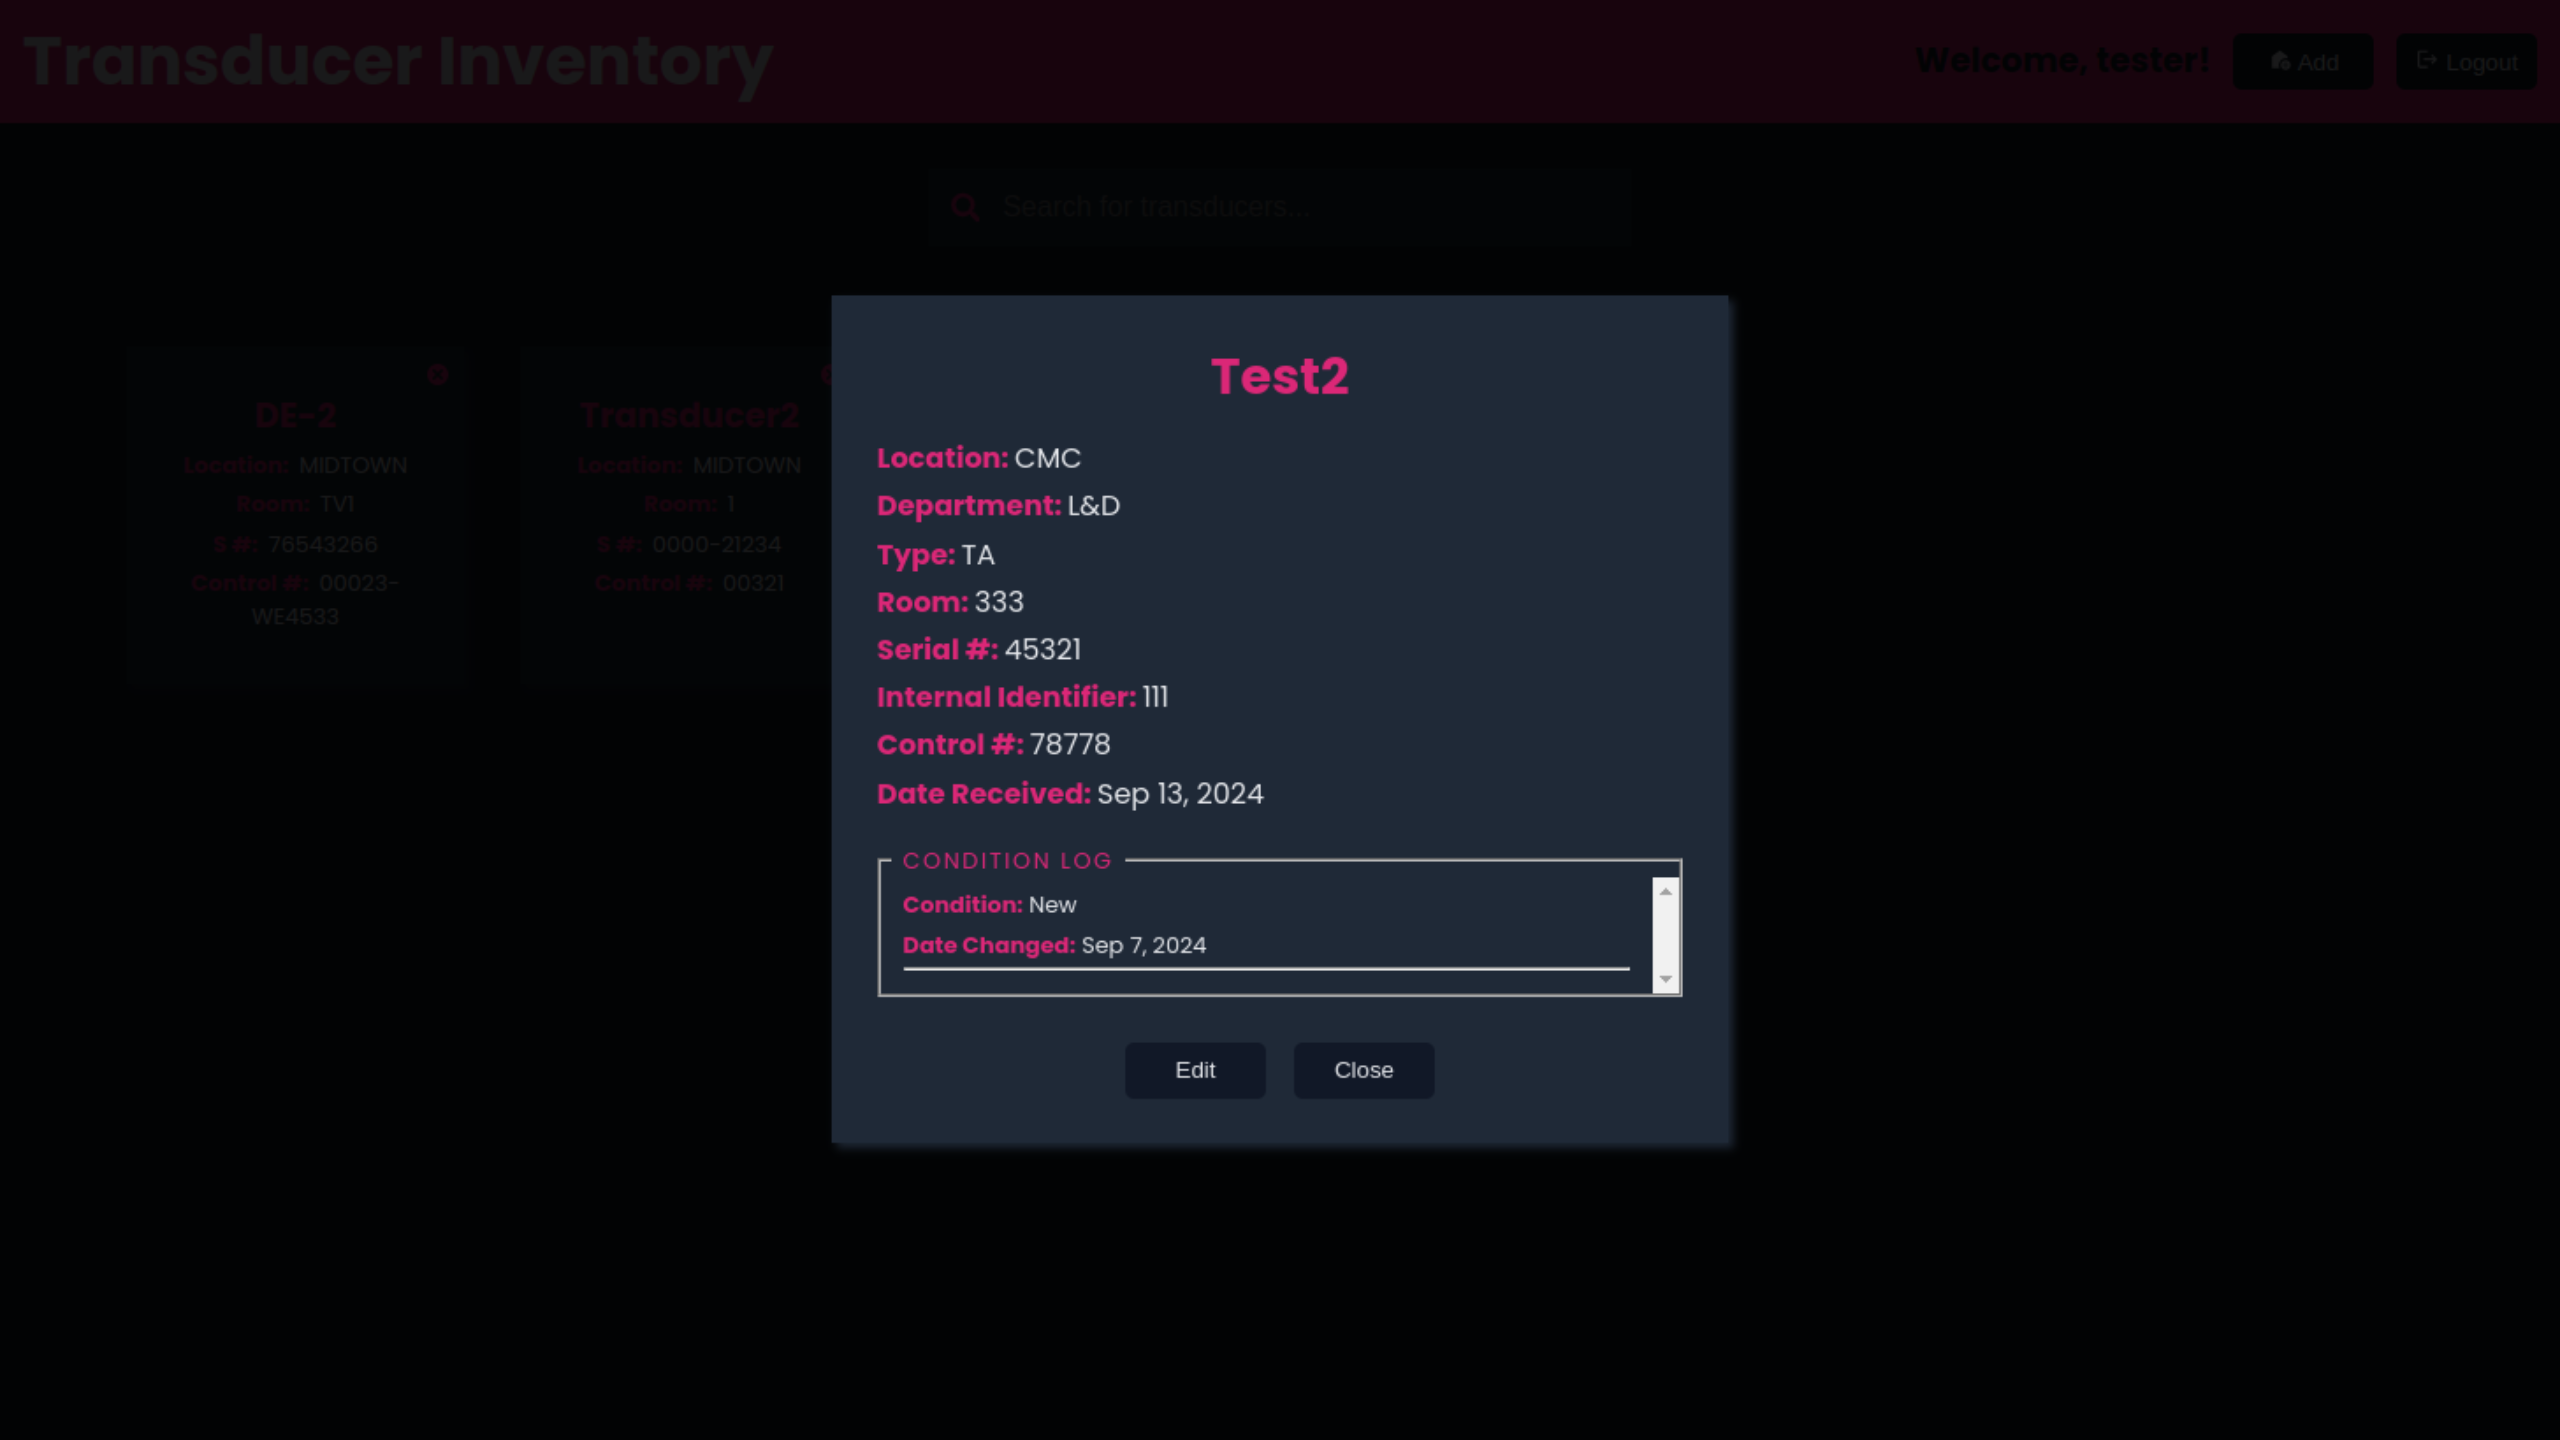 Transducer Inventory
Welcome, tester!
Add
Logout
Search for transducers...
DE-2
Location: MIDTOWN
Room: TV1
S #: 76543266
Control #: 00023-
WE4533
Transducer2
Location: MIDTOWN
Room: 1
S #: 0000-21234
Control #: 00321
Test2
Location: CMC
Department: L&D
Type: TA
Room: 333
Serial #: 45321
Internal Identifier: 111
Control #: 78778
Date Received: Sep 13, 2024
CONDITION LOG
Condition: New
Date Changed: Sep 7, 2024
Edit
Close